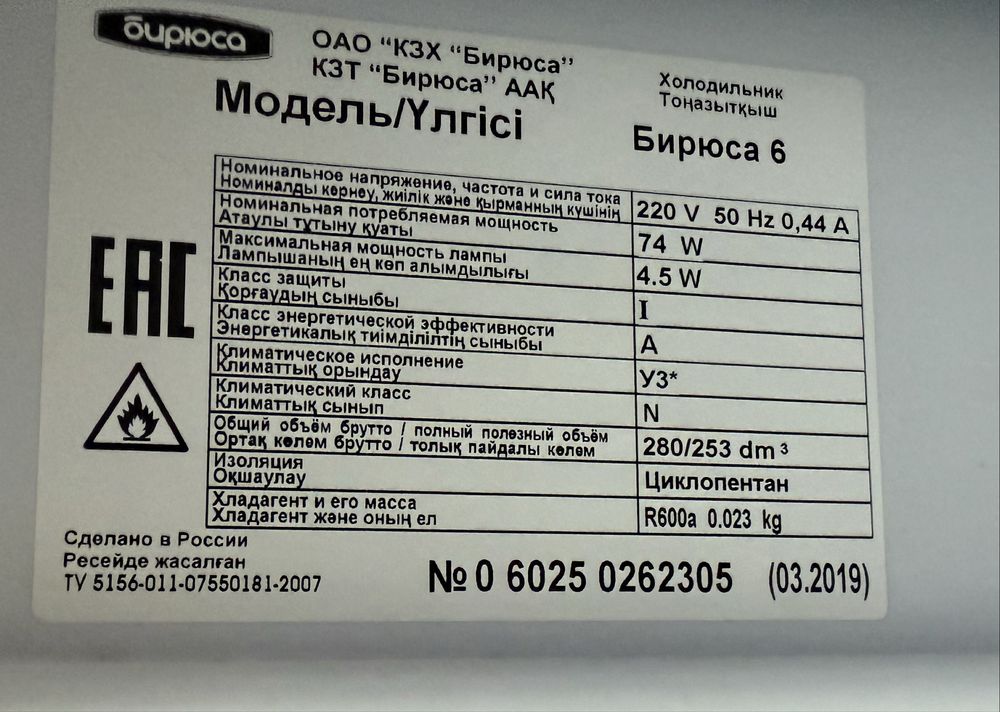 бирюса
ОАО “КЗХ “Бирюса”
КЗТ “Бирюса” ААҚ
Холодильник
Тоңазытқыш
Модель/Үлгісі
Бирюса 6
Номинальное напряжение, частота и сила тока
Номиналды кернеу, жиілік және қырманның күшінің
220 V 50 Hz 0,44 A
Номинальная потребляемая мощность
Атаулы тұтыну қуаты
74 W
Максимальная мощность лампы
Лампышаның ең көп алымдылығы
4.5 W
Класс защиты
Қорғаудың сыныбы
I
Класс энергетической эффективности
Энергетикалық тиімділілтің сыныбы
A
Климатическое исполнение
Климаттық орындау
У3*
Климатический класс
Климаттық сынып
N
Общий объём брутто / полный полезный объём
Ортақ көлем брутто / толық пайдалы көлем
280/253 dm³
Изоляция
Оқшаулау
Циклопентан
Хладагент и его масса
Хладагент және оның ел
R600a 0.023 kg
EAC
Сделано в России
Ресейде жасалған
ТУ 5156-011-07550181-2007
№ 0 6025 0262305 (03.2019)